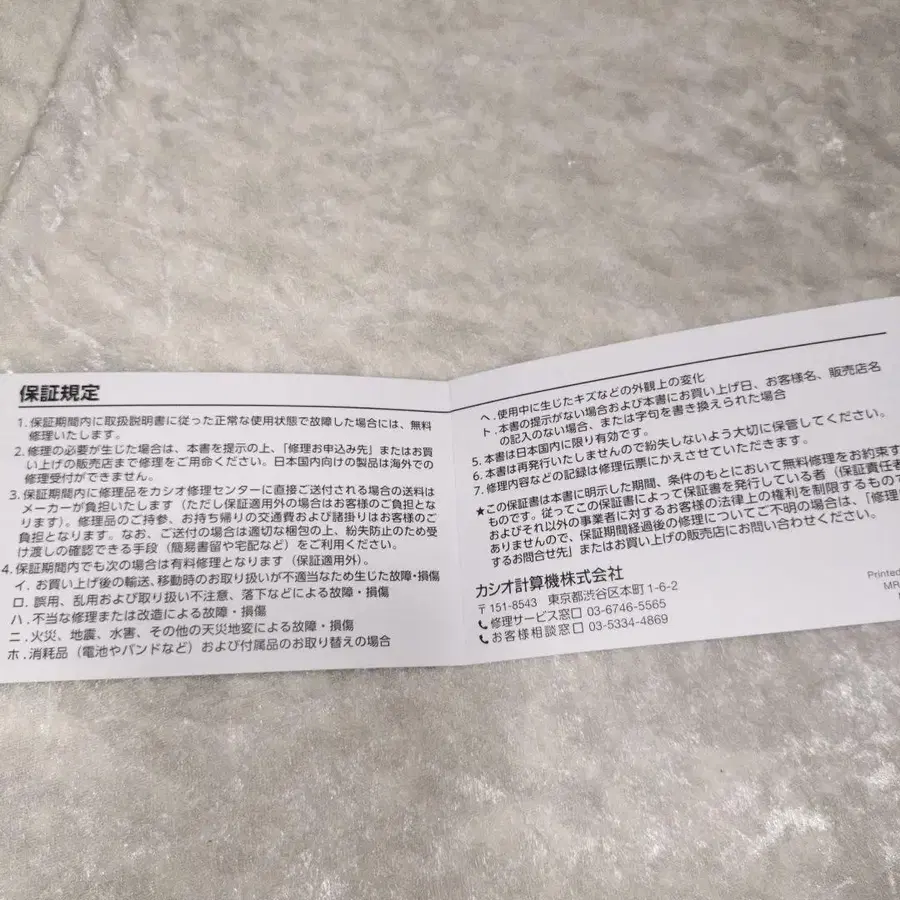 保証規定
1.保証期間内に取扱説明書に従った正常な使用状態で故障した場合には、無料
修理いたします。
2.修理の必要が生じた場合は、本書を提示の上、「修理お申込み先」またはお買
い上げの販売店まで修理をご用命ください。日本国内向けの製品は海外での
修理受付ができません。
3.保証期間内に修理品をカシオ修理センターに直接ご送付される場合の送料は
メーカーが負担いたします（ただし保証適用外の場合はお客様のご負担とな
ります）。修理品のご持参、お持ち帰りの交通費および諸掛りはお客様のご
負担となります。なお、ご送付の場合は適切な梱包の上、紛失防止のため受
け渡しの確認できる手段（簡易書留や宅配など）をご利用ください。
4.保証期間内でも次の場合は有料修理となります（保証適用外）。
イ.お買い上げ後の輸送、移動時のお取り扱いが不適当なため生じた故障・損傷
ロ.誤用、乱用および取り扱い不注意、落下などによる故障・損傷
ハ.不当な修理または改造による故障・損傷
ニ.火災、地震、水害、その他の天災地変による故障・損傷
ホ.消耗品（電池やバンドなど）および付属品のお取り替えの場合
ヘ.使用中に生じたキズなどの外観上の変化
ト.本書の提示がない場合および本書にお買い上げ日、お客様名、販売店名
の記入のない場合、または字句を書き換えられた場合
5.本書は日本国内に限り有効です。
6.本書は再発行いたしませんので紛失しないよう大切に保管してください。
7.修理内容などの記録は修理伝票にかえさせていただきます。
★この保証書は本書に明示した期間、条件のもとにおいて無料修理をお約束す
ものです。従ってこの保証書によって保証書を発行している者（保証責任者
およびそれ以外の事業者に対するお客様の法律上の権利を制限するもので
ありませんので、保証期間経過後の修理についてご不明の場合は、「修理
するお問合せ先」またはお買い上げの販売店にお問い合わせください。
カシオ計算機株式会社
〒151-8543 東京都渋谷区本町1-6-2
修理サービス窓口 03-6746-5565
お客様相談窓口 03-5334-4869
Printed
MR